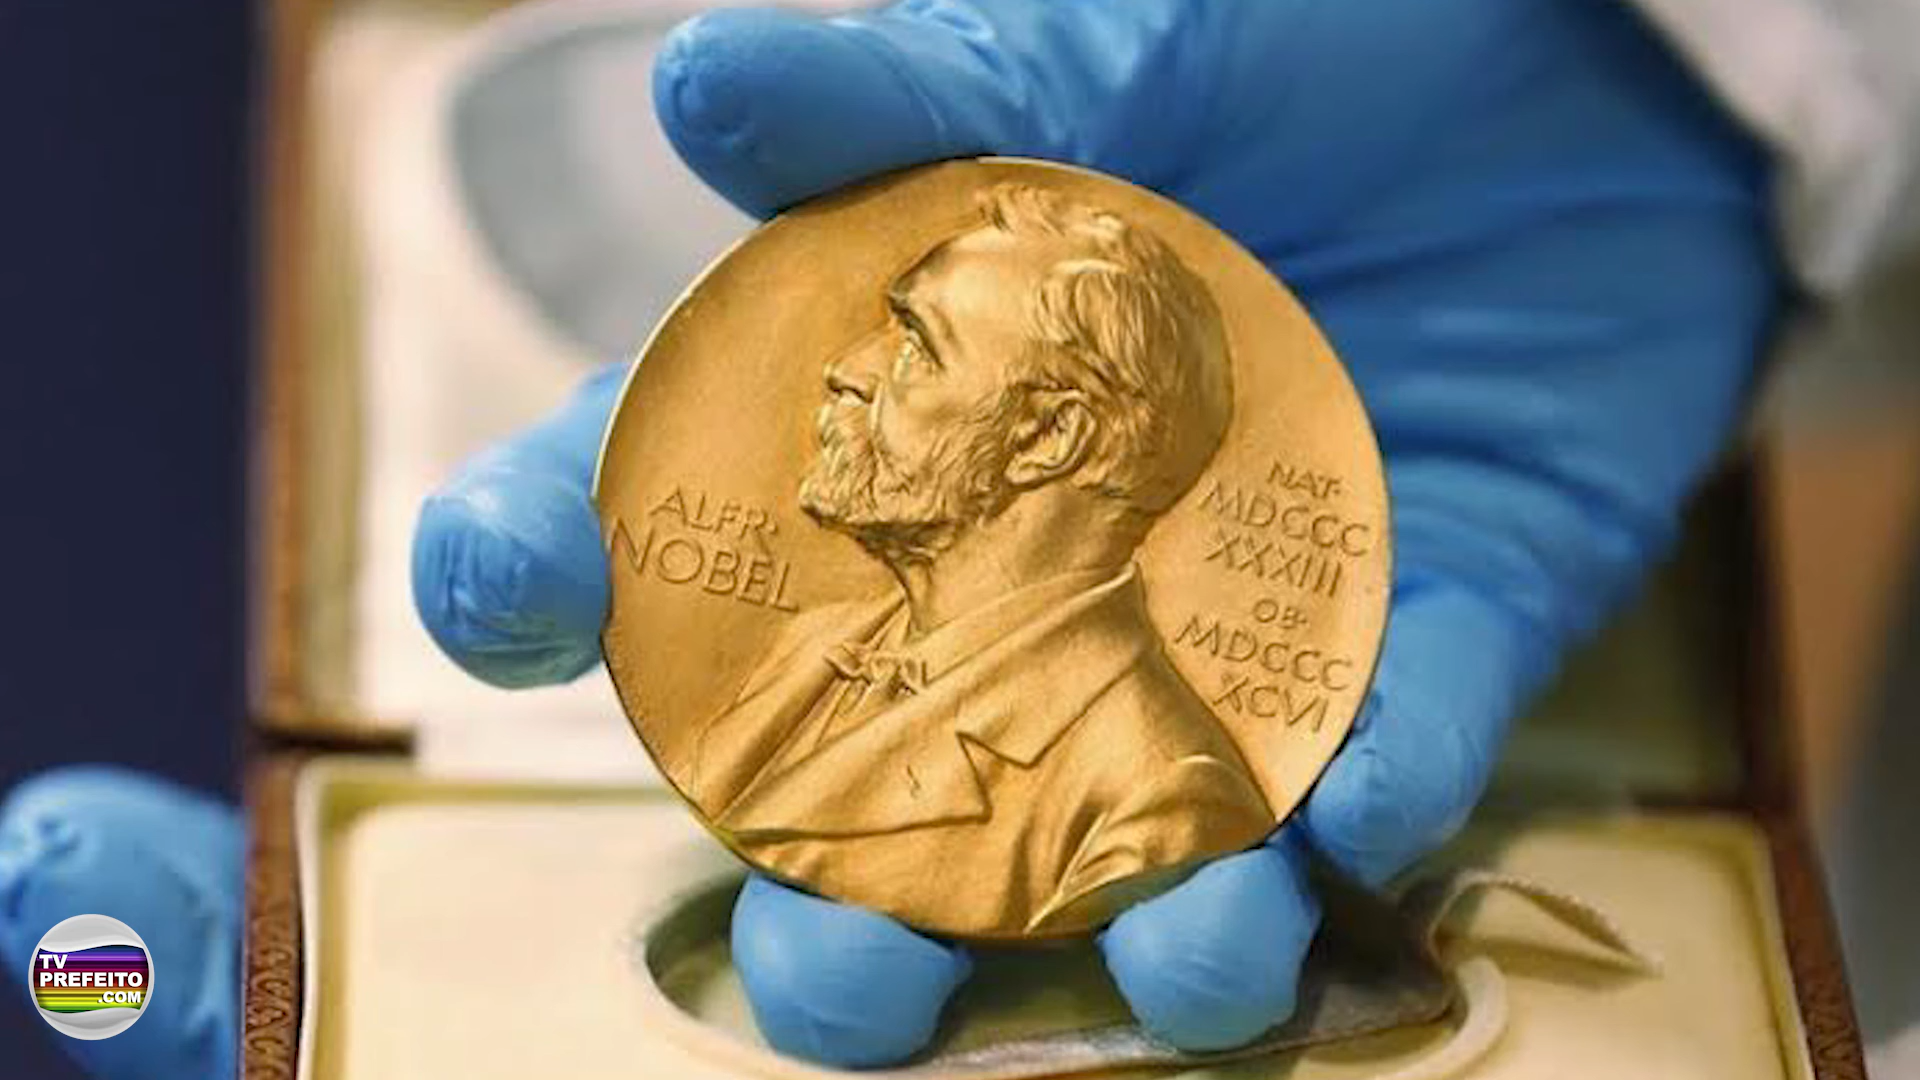 ALFR·
NOBEL
NAT·
MDCCC
XXXIII
OB·
MDCCC
XCVI
TV
PREFEITO
.COM